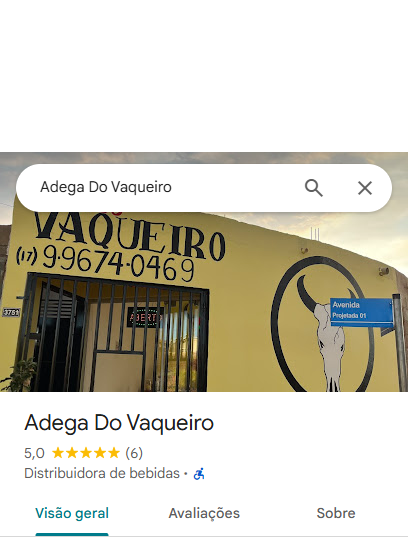 Adega Do Vaqueiro
VAQUEIRO
(17) 9·9674·0469
3751
ABERTO
Avenida
Projetada 01
Adega Do Vaqueiro
5,0 (6)
Distribuidora de bebidas ·
Visão geral
Avaliações
Sobre